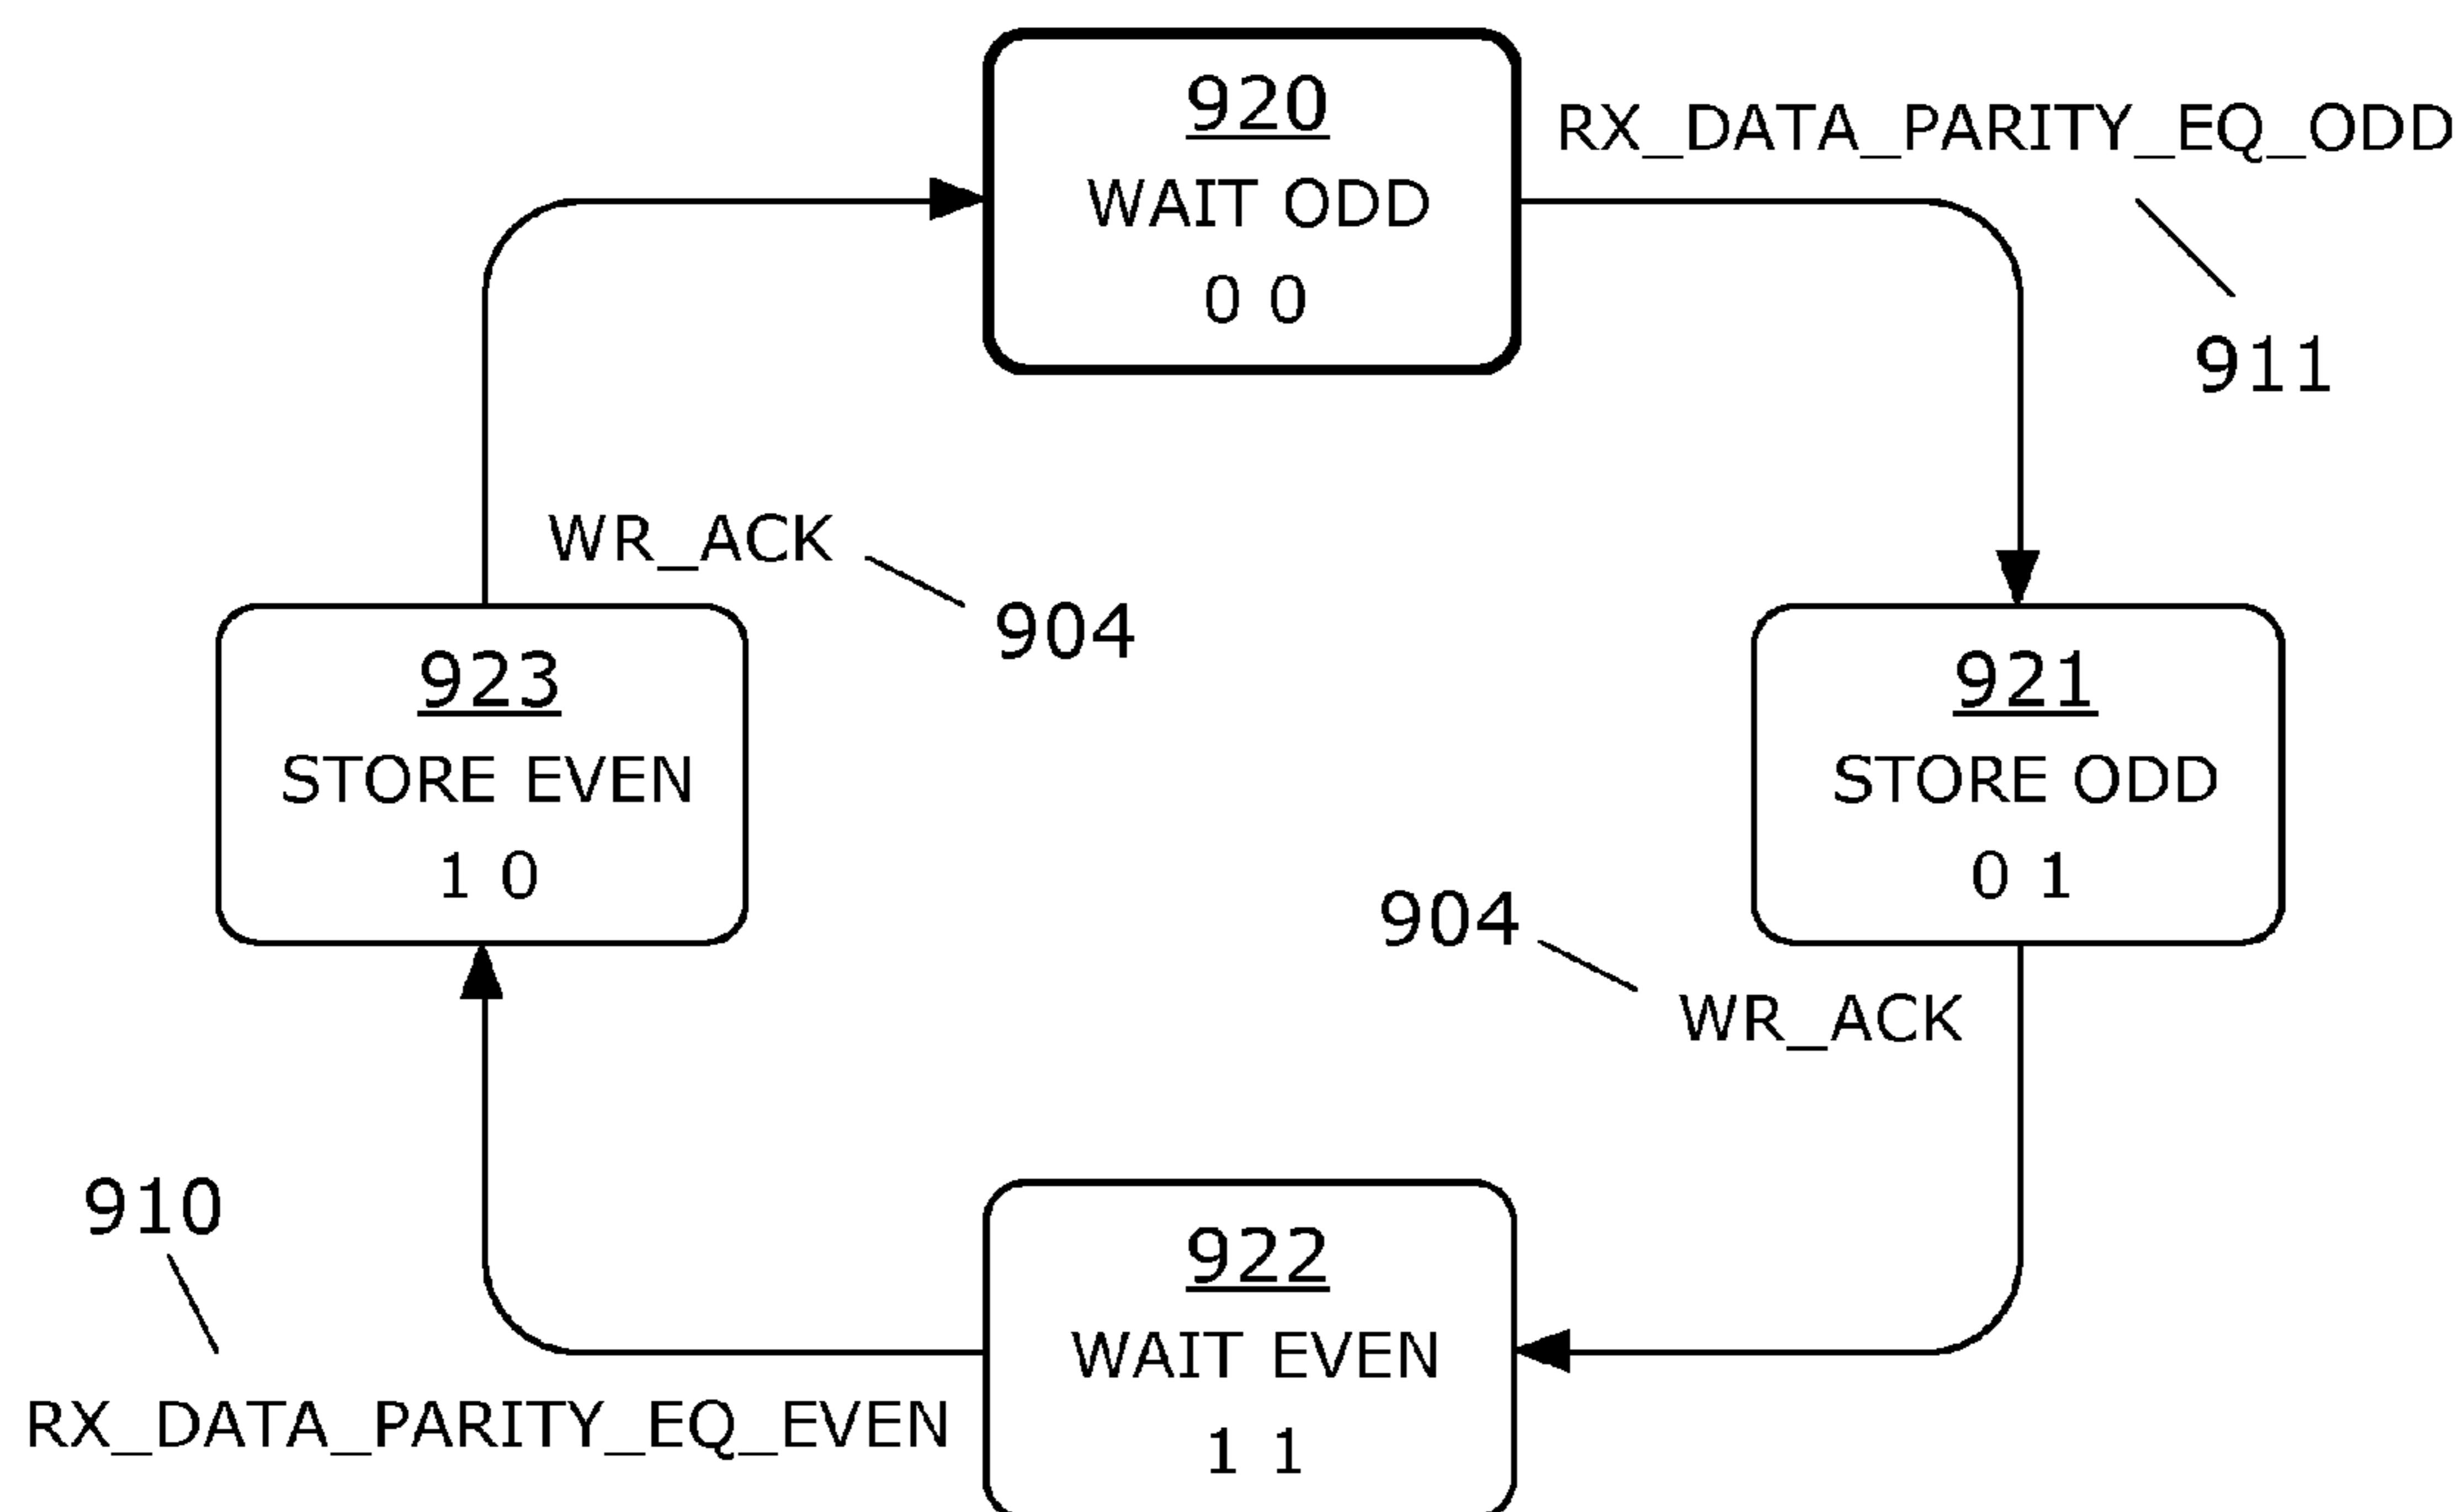 920
WAIT ODD
0 0
RX_DATA_PARITY_EQ_ODD
911
WR_ACK
904
923
STORE EVEN
1 0
921
STORE ODD
0 1
904
WR_ACK
910
RX_DATA_PARITY_EQ_EVEN
922
WAIT EVEN
1 1